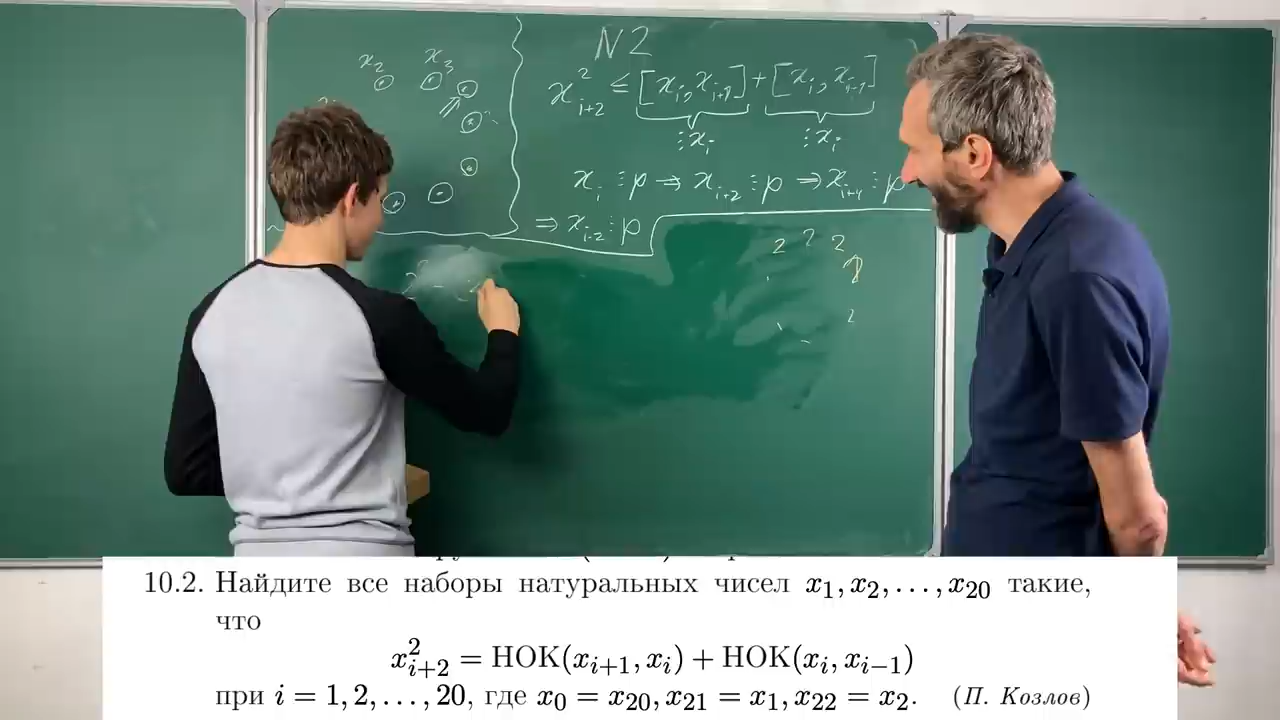 x₂ x₃
N2
x²ᵢ₊₂ ≤ [xᵢ, xᵢ₊₁] + [xᵢ, xᵢ₋₁]
⋮xᵢ ⋮xᵢ
xᵢ ⋮ p ⇒ xᵢ₊₂ ⋮ p ⇒ xᵢ₊₄ ⋮ p
⇒ xᵢ₋₂ ⋮ p
2 2 2
2
10.2. Найдите все наборы натуральных чисел x₁, x₂, . . . , x₂₀ такие,
что
x²ᵢ₊₂ = НОК(xᵢ₊₁, xᵢ) + НОК(xᵢ, xᵢ₋₁)
при i = 1, 2, . . . , 20, где x₀ = x₂₀, x₂₁ = x₁, x₂₂ = x₂. (П. Козлов)